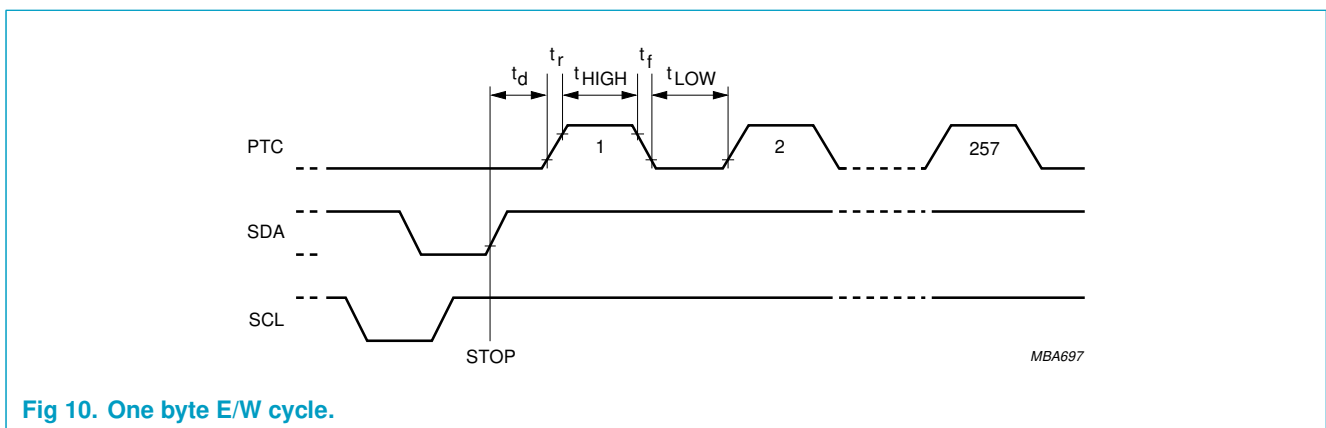 td tr tHIGH tf tLOW
PTC 1 2 257
SDA
SCL
STOP
MBA697
Fig 10. One byte E/W cycle.